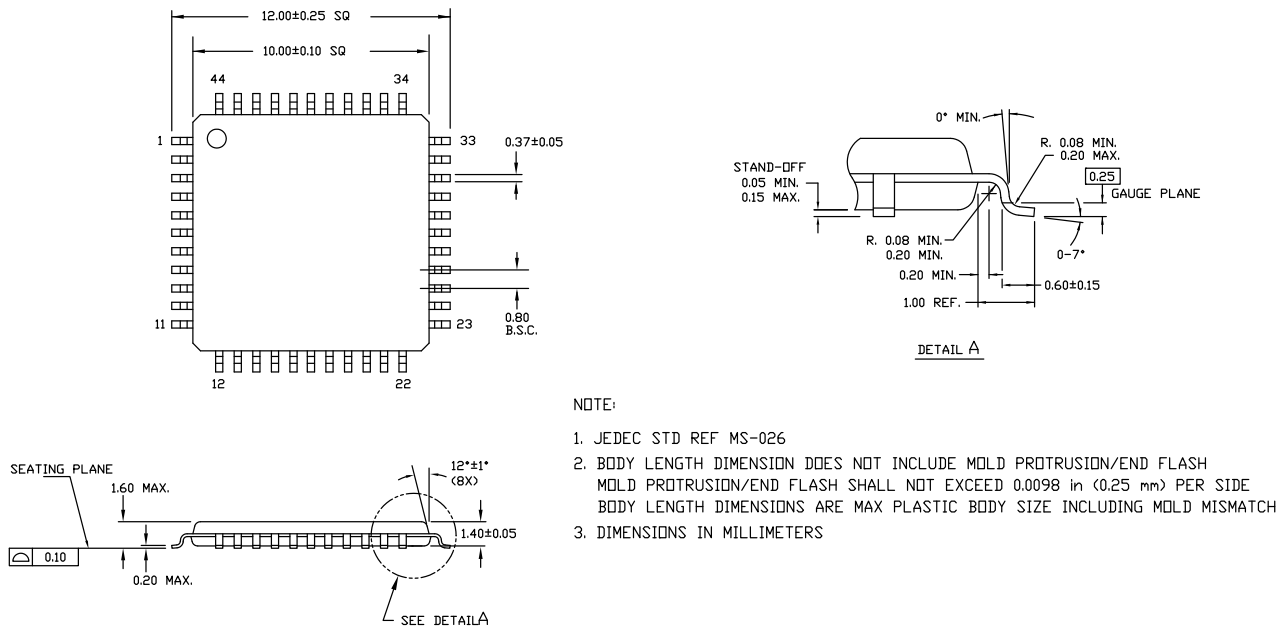 12.00±0.25 SQ
10.00±0.10 SQ
44
34
1
33
0.37±0.05
11
23
0.80
B.S.C.
12
22
0° MIN.
R. 0.08 MIN.
0.20 MAX.
STAND-OFF
0.05 MIN.
0.15 MAX.
0.25
GAUGE PLANE
R. 0.08 MIN.
0.20 MIN.
0-7°
0.20 MIN.
0.60±0.15
1.00 REF.
DETAIL A
NOTE:
1. JEDEC STD REF MS-026
2. BODY LENGTH DIMENSION DOES NOT INCLUDE MOLD PROTRUSION/END FLASH
MOLD PROTRUSION/END FLASH SHALL NOT EXCEED 0.0098 in (0.25 mm) PER SIDE
BODY LENGTH DIMENSIONS ARE MAX PLASTIC BODY SIZE INCLUDING MOLD MISMATCH
3. DIMENSIONS IN MILLIMETERS
SEATING PLANE
1.60 MAX.
12°±1°
(8X)
1.40±0.05
0.10
0.20 MAX.
SEE DETAILA